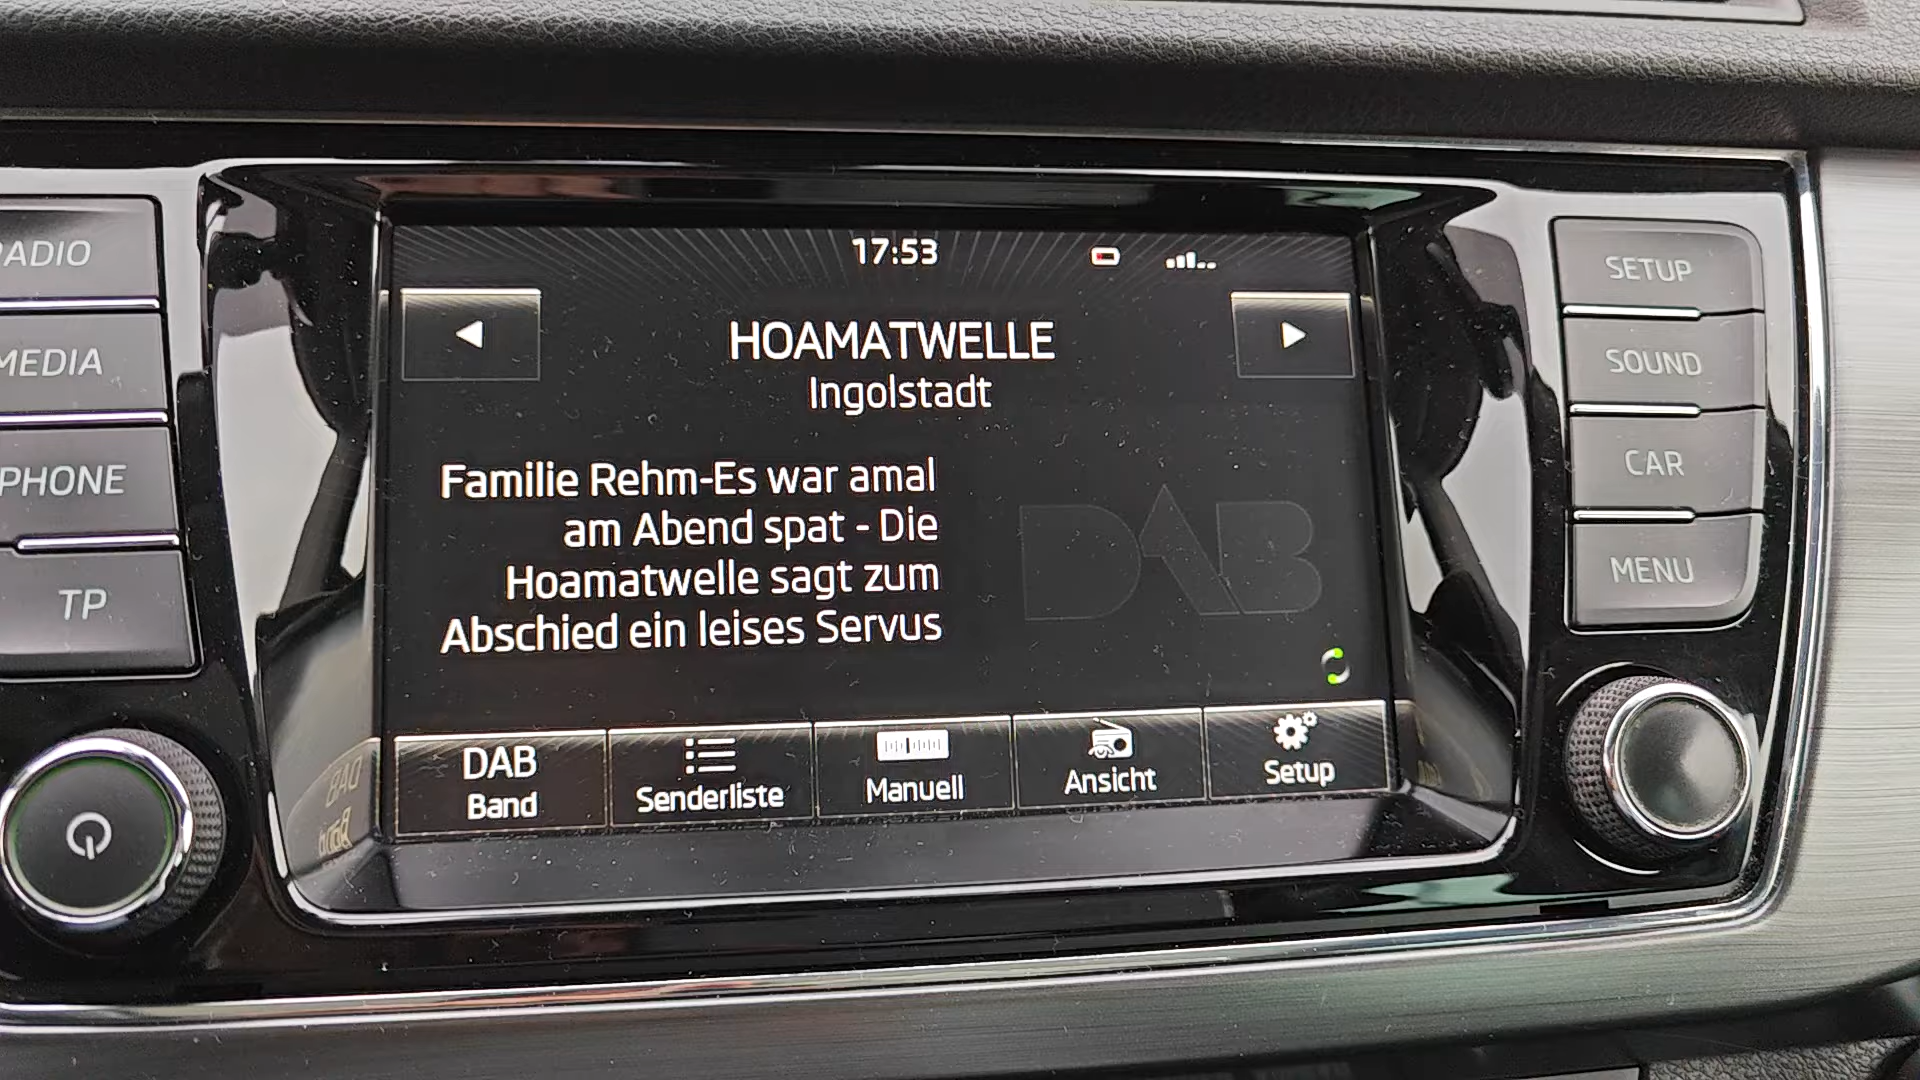 17:53
HOAMATWELLE
Ingolstadt
Familie Rehm-Es war amal
am Abend spat - Die
Hoamatwelle sagt zum
Abschied ein leises Servus
DAB
DAB
Band
Senderliste
Manuell
Ansicht
Setup
RADIO
MEDIA
PHONE
TP
SETUP
SOUND
CAR
MENU